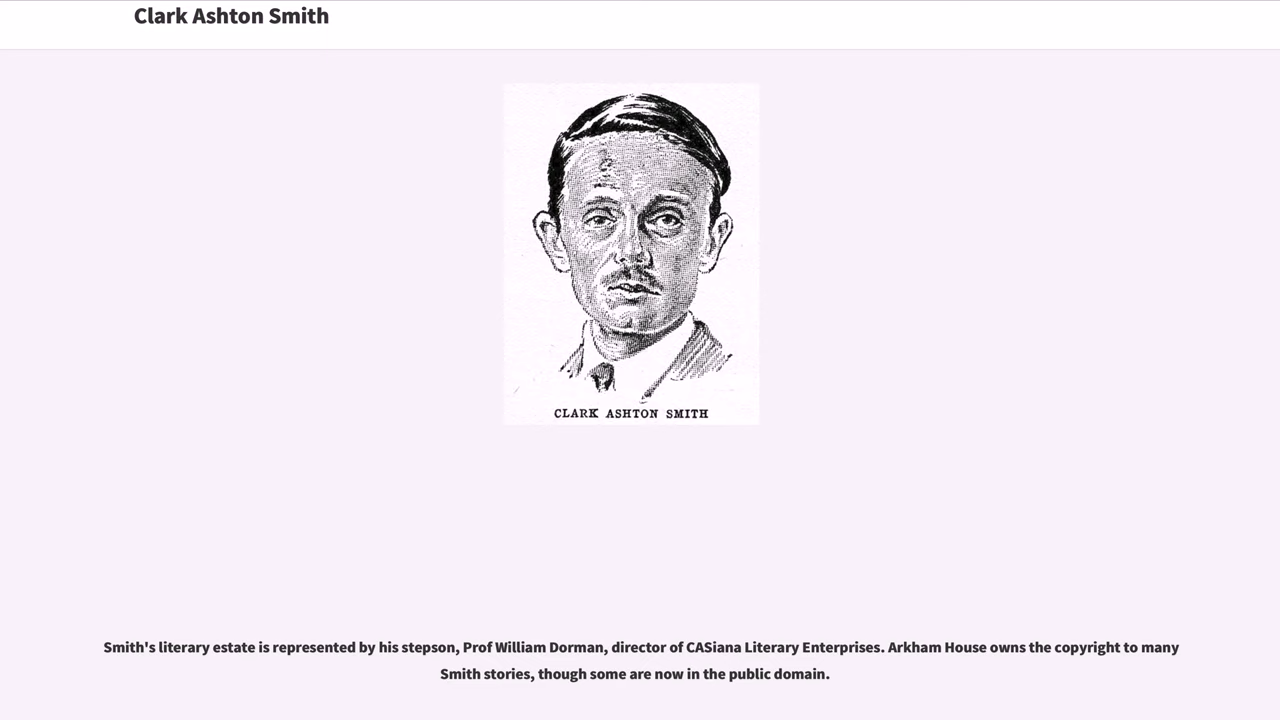 Clark Ashton Smith
CLARK ASHTON SMITH
Smith's literary estate is represented by his stepson, Prof William Dorman, director of CASiana Literary Enterprises. Arkham House owns the copyright to many
Smith stories, though some are now in the public domain.